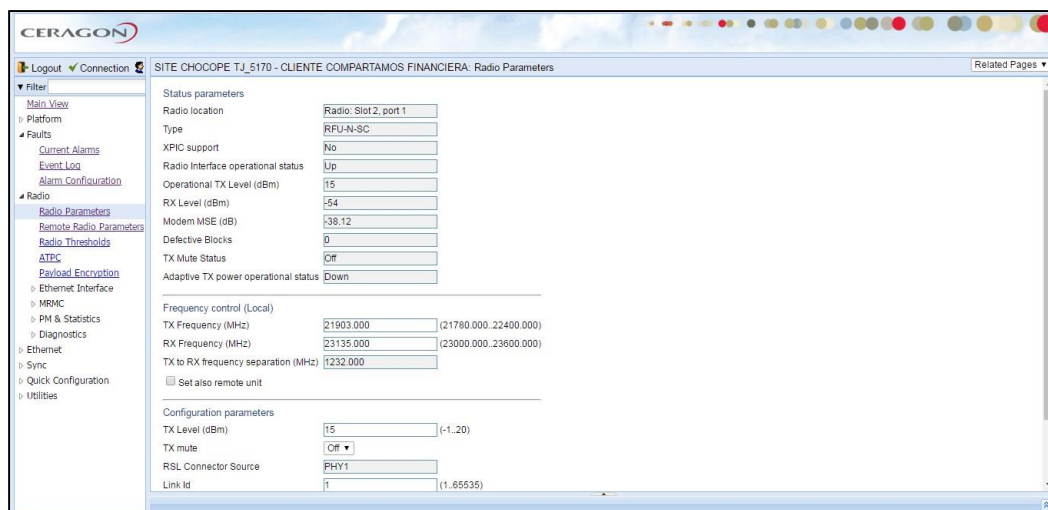 CERAGON
Logout Connection
SITE CHOCOPE TJ_5170 - CLIENTE COMPARTAMOS FINANCIERA: Radio Parameters
Related Pages
Filter
Main View
Platform
Faults
Current Alarms
Event Log
Alarm Configuration
Radio
Radio Parameters
Remote Radio Parameters
Radio Thresholds
ATPC
Payload Encryption
Ethernet Interface
MRMC
PM & Statistics
Diagnostics
Ethernet
Sync
Quick Configuration
Utilities
Status parameters
Radio location Radio: Slot 2, port 1
Type RFU-N-SC
XPIC support No
Radio Interface operational status Up
Operational TX Level (dBm) 15
RX Level (dBm) -54
Modem MSE (dB) -38.12
Defective Blocks 0
TX Mute Status Off
Adaptive TX power operational status Down
Frequency control (Local)
TX Frequency (MHz) 21903.000 (21780.000..22400.000)
RX Frequency (MHz) 23135.000 (23000.000..23600.000)
TX to RX frequency separation (MHz) 1232.000
Set also remote unit
Configuration parameters
TX Level (dBm) 15 (-1..20)
TX mute Off
RSL Connector Source PHY1
Link Id 1 (1..65535)